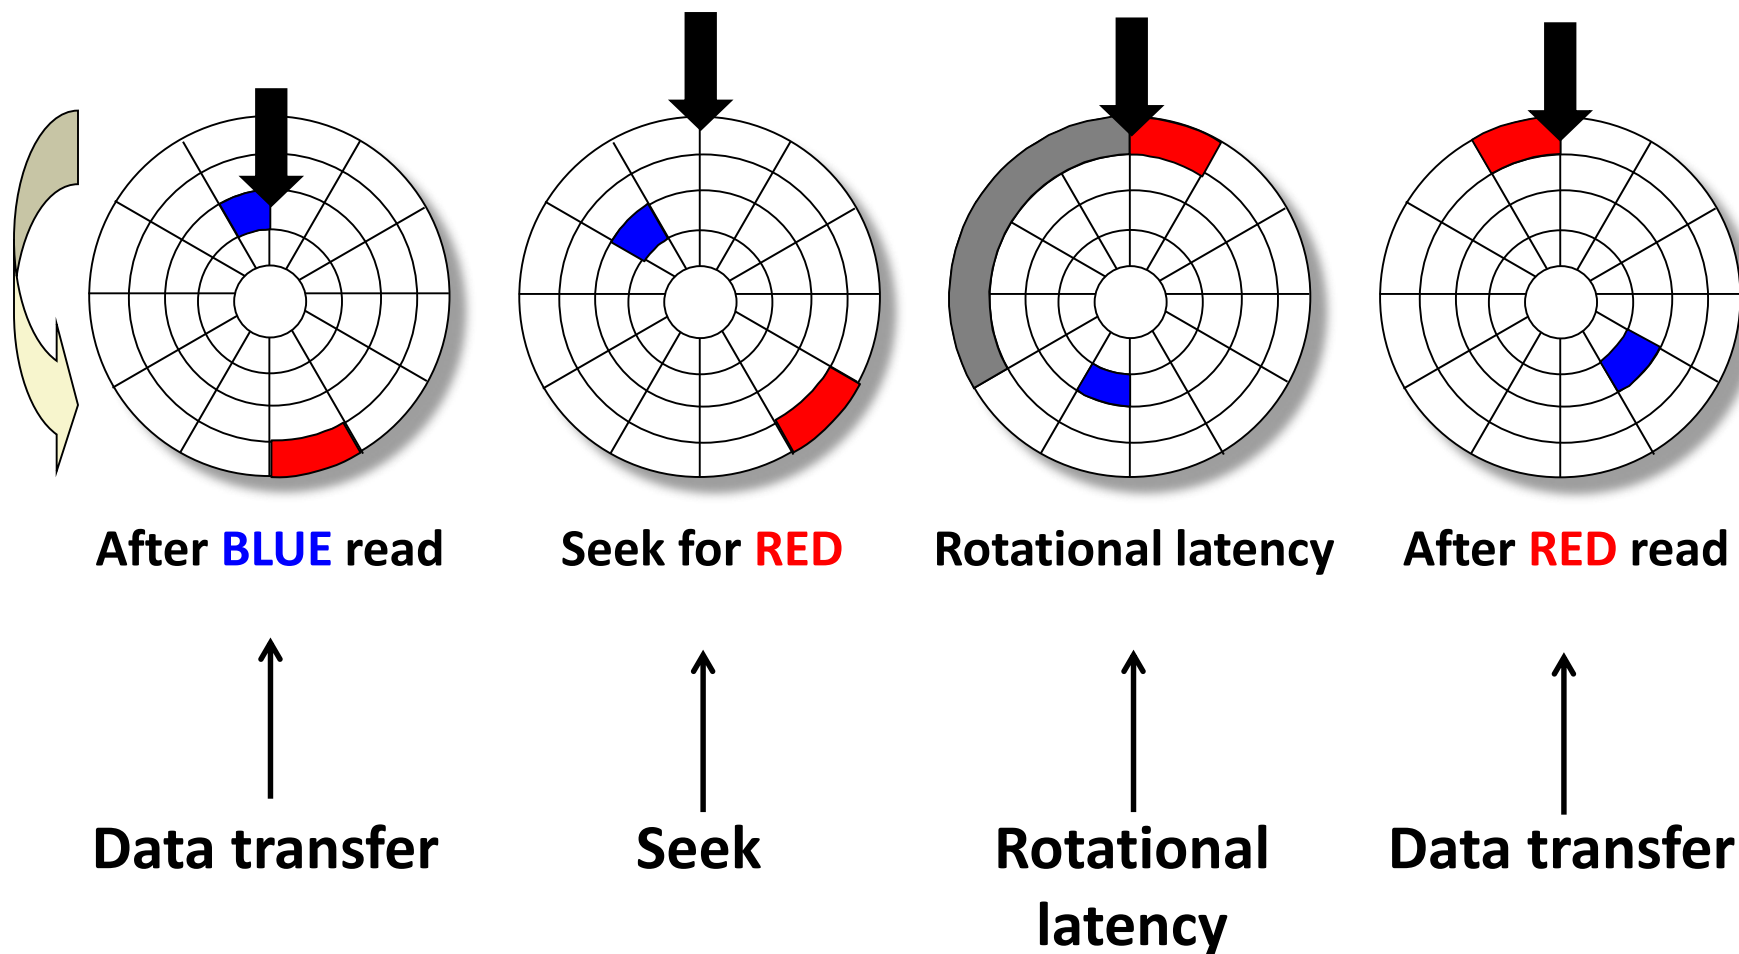 After BLUE read
Seek for RED
Rotational latency
After RED read
Data transfer
Seek
Rotational
latency
Data transfer